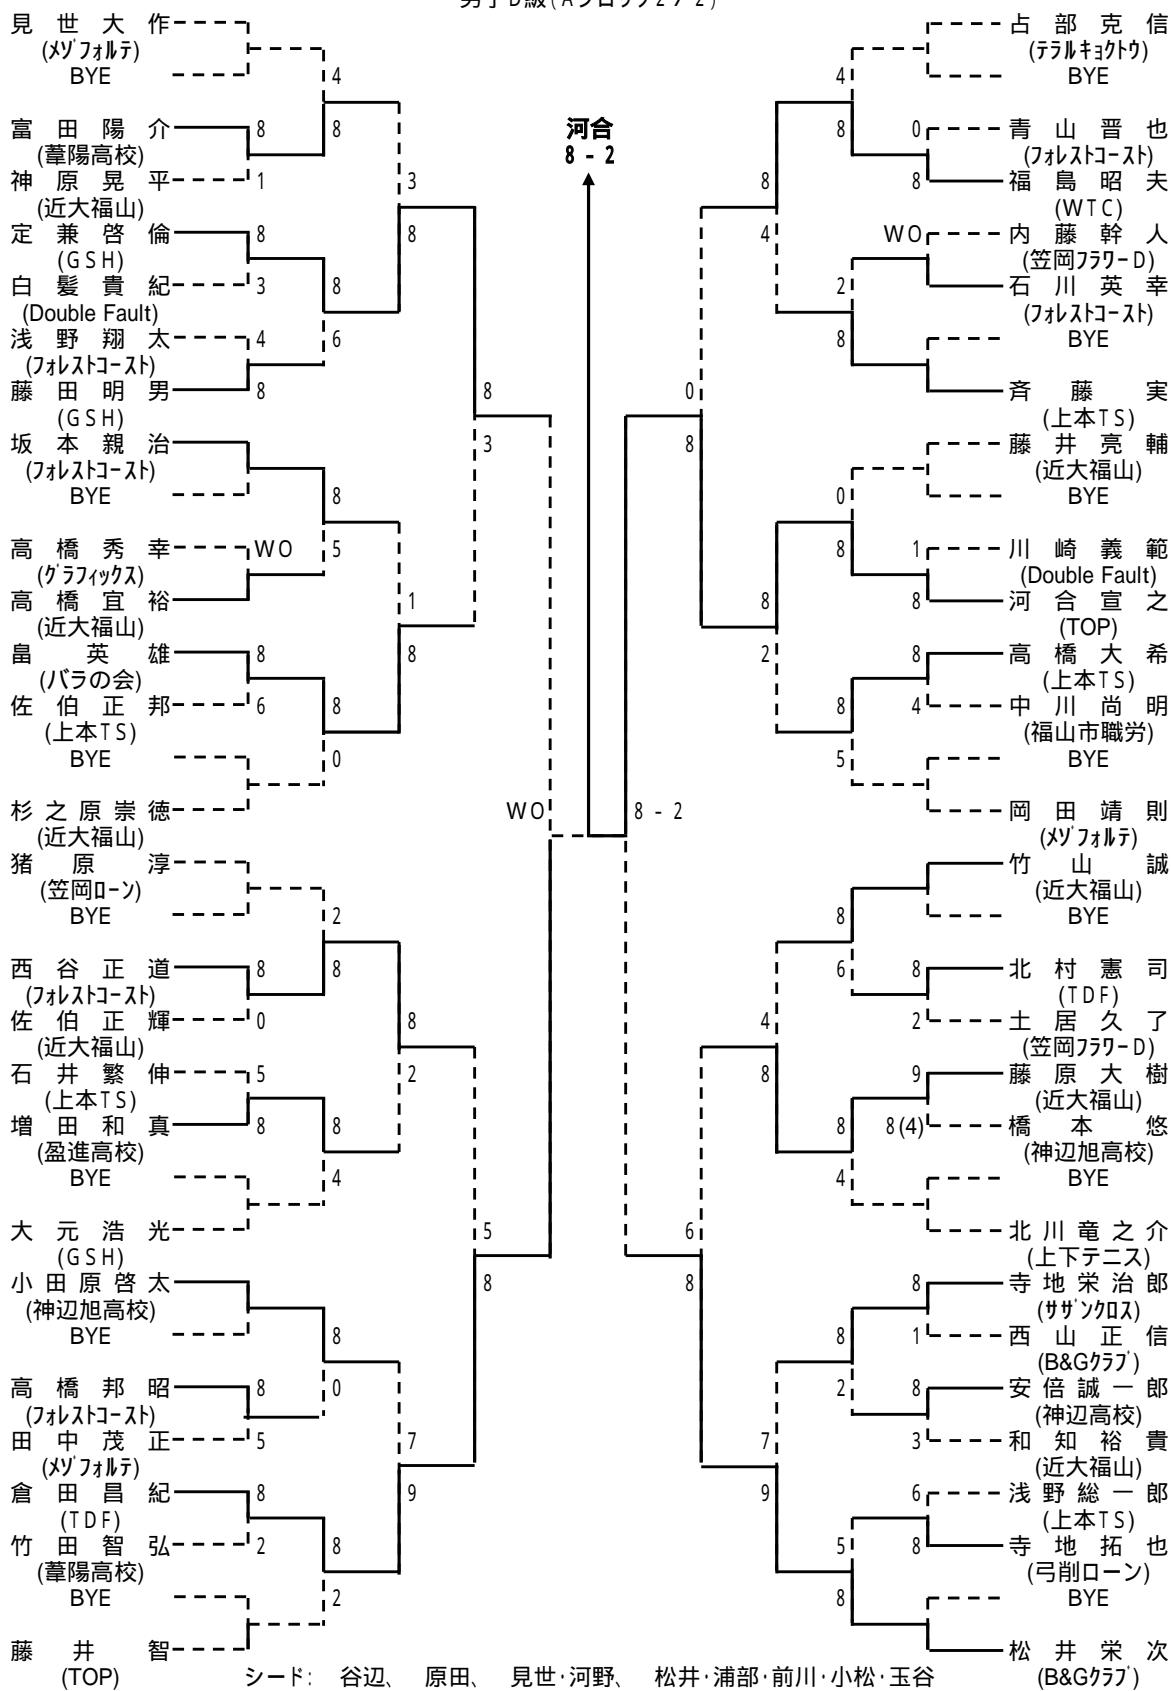 見世大作
(ﾒｿﾞﾌｫﾙﾃ)
BYE
4
富田陽介
8
8
(葦陽高校)
神原晃平
1
3
(近大福山)
定兼啓倫
8
8
(GSH)
白髪貴紀
3
8
(Double Fault)
浅野翔太
4
6
(ﾌｫﾚｽﾄｺｰｽﾄ)
藤田明男
8
8
(GSH)
坂本親治
3
(ﾌｫﾚｽﾄｺｰｽﾄ)
BYE
8
高橋秀幸
WO
5
(ｸﾞﾗﾌｨｯｸｽ)
高橋宜裕
1
(近大福山)
畠英雄
8
8
(バラの会)
佐伯正邦
6
8
(上本TS)
BYE
0
杉之原崇徳
WO
(近大福山)
猪原淳
(笠岡ﾛｰﾝ)
BYE
2
西谷正道
8
8
(ﾌｫﾚｽﾄｺｰｽﾄ)
佐伯正輝
0
8
(近大福山)
石井繁伸
5
2
(上本TS)
増田和真
8
8
(盈進高校)
BYE
4
大元浩光
5
(GSH)
小田原啓太
8
(神辺旭高校)
BYE
8
高橋邦昭
8
0
(ﾌｫﾚｽﾄｺｰｽﾄ)
田中茂正
5
7
(ﾒｿﾞﾌｫﾙﾃ)
倉田昌紀
8
9
(TDF)
竹田智弘
2
8
(葦陽高校)
BYE
2
藤井智
(TOP)
河合
8 - 2
8 - 2
占部克信
(ﾃﾗﾙｷｮｸﾄｳ)
4
BYE
8
0
青山晋也
(ﾌｫﾚｽﾄｺｰｽﾄ)
8
8
福島昭夫
(WTC)
4
WO
内藤幹人
(笠岡ﾌﾗﾜｰD)
2
石川英幸
(ﾌｫﾚｽﾄｺｰｽﾄ)
8
BYE
0
斉藤実
(上本TS)
8
藤井亮輔
(近大福山)
0
BYE
8
1
川崎義範
(Double Fault)
8
8
河合宣之
(TOP)
2
8
高橋大希
(上本TS)
8
4
中川尚明
(福山市職労)
5
BYE
岡田靖則
(ﾒｿﾞﾌｫﾙﾃ)
竹山誠
(近大福山)
8
BYE
6
8
北村憲司
(TDF)
4
2
土居久了
(笠岡ﾌﾗﾜｰD)
8
9
藤原大樹
(近大福山)
8
8(4)
橋本悠
(神辺旭高校)
4
BYE
6
北川竜之介
(上下テニス)
8
8
寺地栄治郎
(ｻｻﾞﾝｸﾛｽ)
8
1
西山正信
(B&Gｸﾗﾌﾞ)
2
8
安倍誠一郎
(神辺高校)
7
3
和知裕貴
(近大福山)
9
6
浅野総一郎
(上本TS)
5
8
寺地拓也
(弓削ローン)
8
BYE
松井栄次
(B&Gｸﾗﾌﾞ)
シード: 谷辺、 原田、 見世･河野、 松井･浦部･前川･小松･玉谷